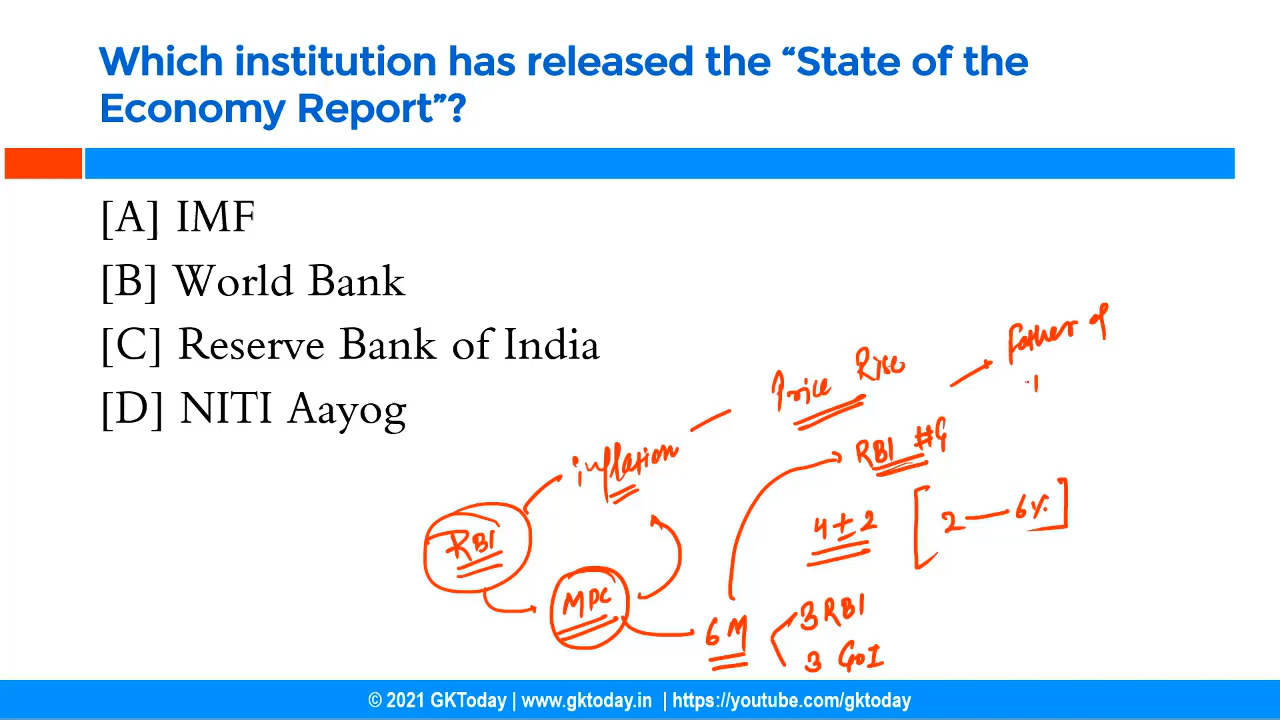 Which institution has released the “State of the
Economy Report”?
[A] IMF
[B] World Bank
[C] Reserve Bank of India
[D] NITI Aayog
Father of
Price Rise
inflation
RBI #G
4±2 [2—6%]
RBI
MPC
6M
3 RBI
3 GoI
© 2021 GKToday | www.gktoday.in | https://youtube.com/gktoday